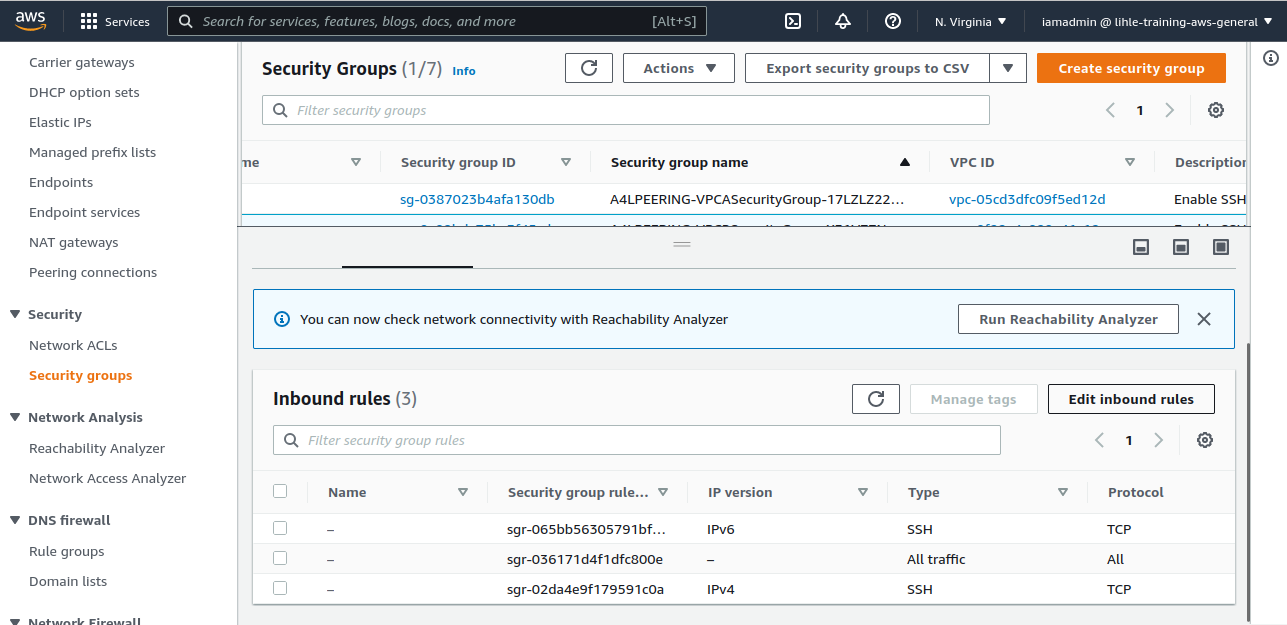 aws
Services
Search for services, features, blogs, docs, and more
[Alt+S]
N. Virginia
iamadmin @ lihle-training-aws-general
Carrier gateways
DHCP option sets
Elastic IPs
Managed prefix lists
Endpoints
Endpoint services
NAT gateways
Peering connections
Security
Network ACLs
Security groups
Network Analysis
Reachability Analyzer
Network Access Analyzer
DNS firewall
Rule groups
Domain lists
Network Firewall
Security Groups (1/7) Info
Actions
Export security groups to CSV
Create security group
Filter security groups
1
me
Security group ID
Security group name
VPC ID
Description
sg-0387023b4afa130db
A4LPEERING-VPCASecurityGroup-17LZLZ22...
vpc-05cd3dfc09f5ed12d
Enable SSH
You can now check network connectivity with Reachability Analyzer
Run Reachability Analyzer
Inbound rules (3)
Manage tags
Edit inbound rules
Filter security group rules
1
Name
Security group rule...
IP version
Type
Protocol
– sgr-065bb56305791bf... IPv6 SSH TCP
– sgr-036171d4f1dfc800e – All traffic All
– sgr-02da4e9f179591c0a IPv4 SSH TCP